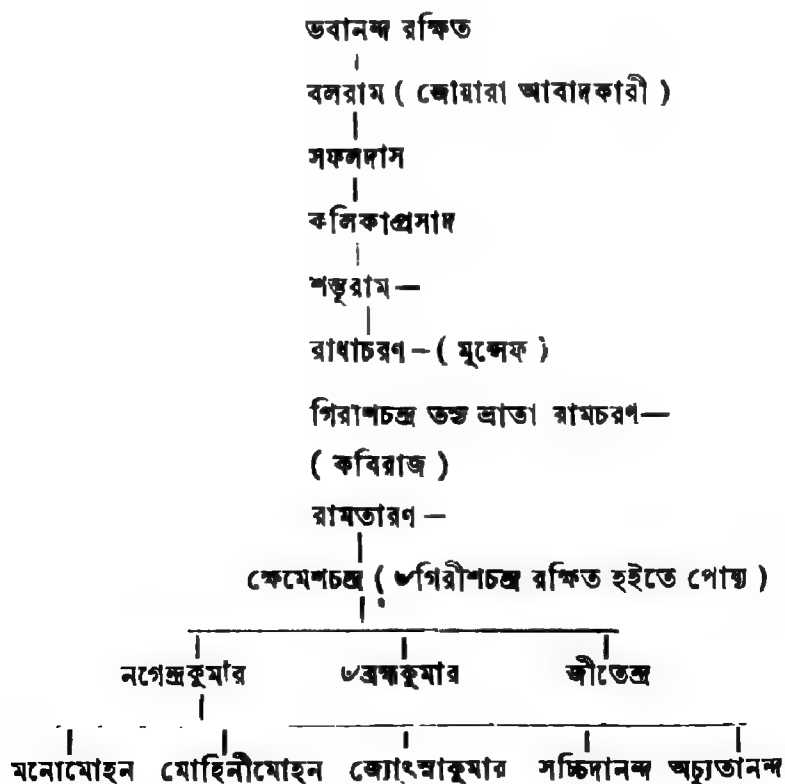 ভবানন্দ রক্ষিত
বলরাম ( জোয়ারা আবাদকারী )
সফলদাস
কলিকাপ্রসাদ
শম্ভূরাম —
রাধাচরণ – ( মুন্সেফ )
গিরাশচন্দ্র তস্য ভ্রাতা রামচরণ —
( কবিরাজ )
রামতারণ –
ক্ষেমেশচন্দ্র ( ৺গিরীশচন্দ্র রক্ষিত হইতে পোষ্য )
নগেন্দ্রকুমার ৺ব্রহ্মকুমার জীতেন্দ্র
মনোমোহন মোহিনীমোহন জ্যোৎস্নাকুমার সচ্চিদানন্দ অচ্যুতানন্দ